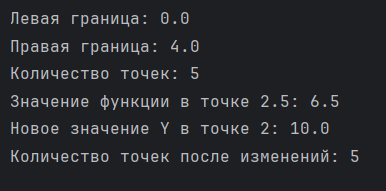 Левая граница: 0.0
Правая граница: 4.0
Количество точек: 5
Значение функции в точке 2.5: 6.5
Новое значение Y в точке 2: 10.0
Количество точек после изменений: 5